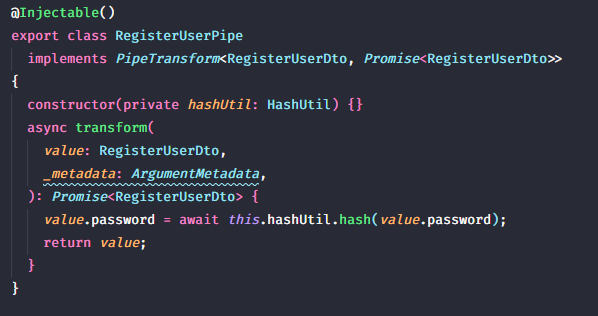 @Injectable()
export class RegisterUserPipe
  implements PipeTransform<RegisterUserDto, Promise<RegisterUserDto>>
{
  constructor(private hashUtil: HashUtil) {}
  async transform(
    value: RegisterUserDto,
    _metadata: ArgumentMetadata,
  ): Promise<RegisterUserDto> {
    value.password = await this.hashUtil.hash(value.password);
    return value;
  }
}